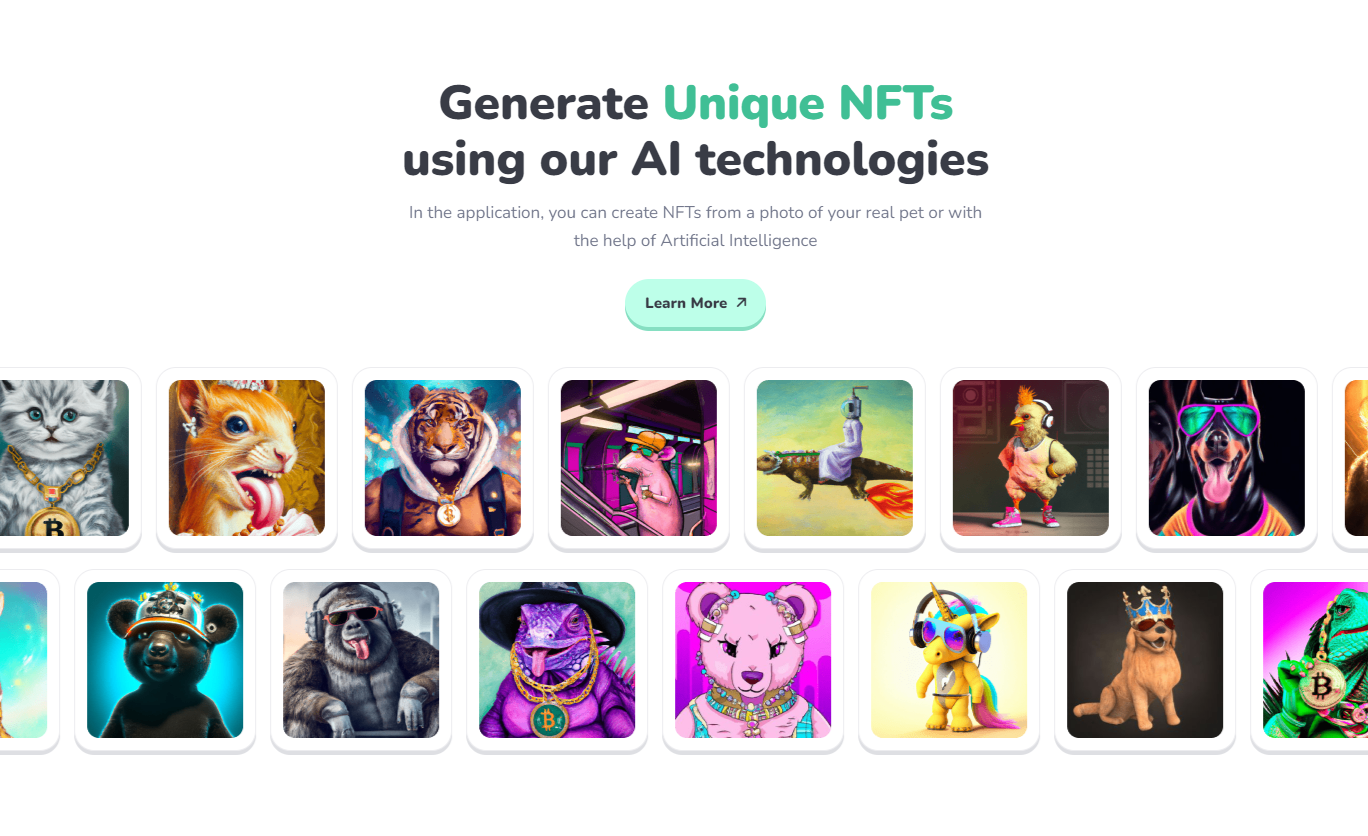 Generate Unique NFTs
using our AI technologies
In the application, you can create NFTs from a photo of your real pet or with
the help of Artificial Intelligence
Learn More